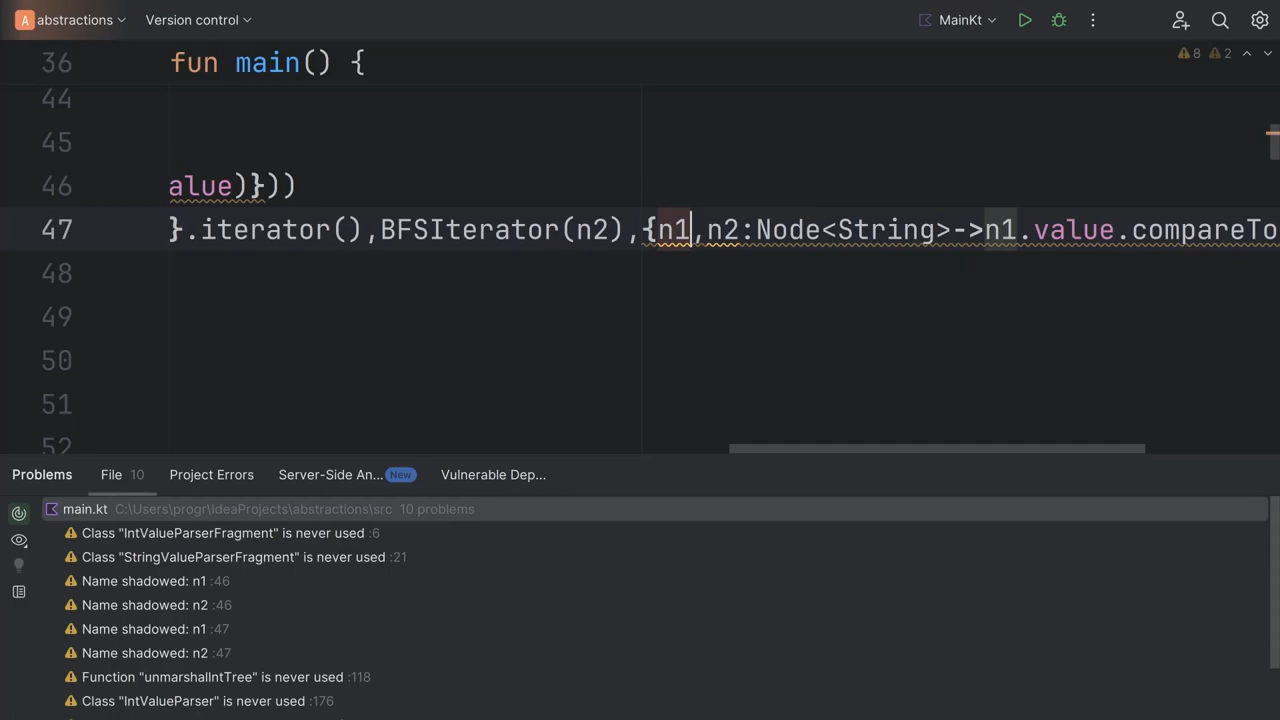 A abstractions Version control MainKt
36 fun main() {
8 2
44
45
46 alue)}))
47 }.iterator(),BFSIterator(n2),{n1,n2:Node<String>->n1.value.compareTo
48
49
50
51
52
Problems File 10 Project Errors Server-Side An... New Vulnerable Dep...
main.kt C:\Users\progr\IdeaProjects\abstractions\src 10 problems
Class "IntValueParserFragment" is never used :6
Class "StringValueParserFragment" is never used :21
Name shadowed: n1 :46
Name shadowed: n2 :46
Name shadowed: n1 :47
Name shadowed: n2 :47
Function "unmarshalIntTree" is never used :118
Class "IntValueParser" is never used :176